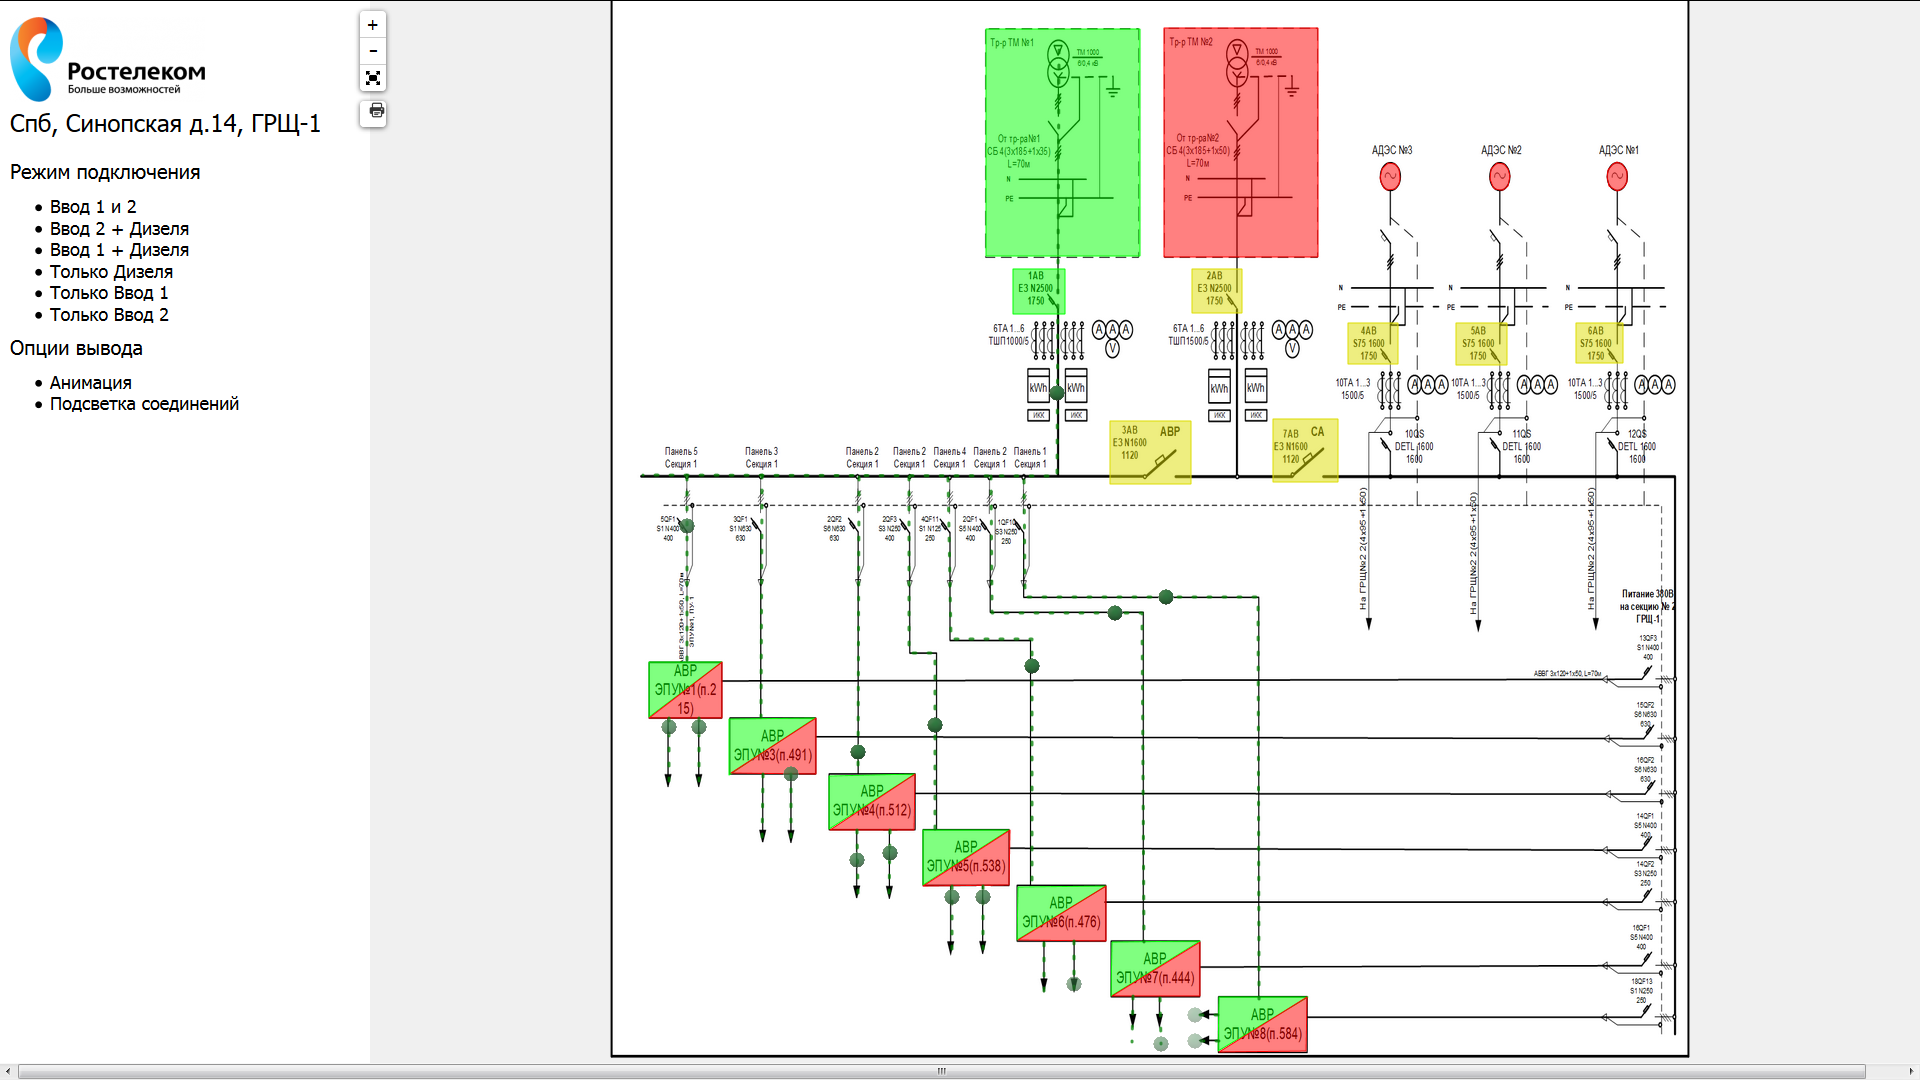 Ростелеком
Больше возможностей
Спб, Синопская д.14, ГРЩ-1
Режим подключения
Ввод 1 и 2
Ввод 2 + Дизеля
Ввод 1 + Дизеля
Только Дизеля
Только Ввод 1
Только Ввод 2
Опции вывода
Анимация
Подсветка соединений
+
-
Тр-р ТМ №1
ТМ 1000
6/0,4 кВ
От тр-ра№1
СБ 4(3х185+1х35)
L=70м
N
PE
Тр-р ТМ №2
ТМ 1000
6/0,4 кВ
От тр-ра№2
СБ 4(3х185+1х50)
L=70м
N
PE
АДЭС №3
АДЭС №2
АДЭС №1
N
PE
N
PE
N
PE
1АВ
E3 N2500
1750
2АВ
E3 N2500
1750
4АВ
S75 1600
1750
5АВ
S75 1600
1750
6АВ
S75 1600
1750
6ТА 1...6
ТШП1000/5
A A A
V
6ТА 1...6
ТШП1500/5
A A A
V
kWh
kWh
ИКК
ИКК
kWh
kWh
ИКК
ИКК
10ТА 1...3
1500/5
A A A
10ТА 1...3
1500/5
A A A
10ТА 1...3
1500/5
A A A
3АВ
АВР
E3 N1600
1120
7АВ
СА
E3 N1600
1120
10QS
DETL 1600
1600
11QS
DETL 1600
1600
12QS
DETL 1600
1600
Панель 5
Секция 1
Панель 3
Секция 1
Панель 2
Секция 1
Панель 2
Секция 1
Панель 4
Секция 1
Панель 2
Секция 1
Панель 1
Секция 1
5QF1
S1 N400
400
3QF1
S1 N630
630
2QF2
S6 N630
630
2QF3
S3 N250
400
4QF11
S1 N125
250
2QF1
S5 N400
400
1QF10
S3 N250
250
АВВГ 3х120+1х50, L=70м
ЭПУ№1, ПУ-1
На ГРЩ№2 2(4х95+1х50)
На ГРЩ№2 2(4х95+1х50)
На ГРЩ№2 2(4х95+1х50)
Питание 380В
на секцию № 2
ГРЩ-1
13QF3
S1 N400
400
АВВГ 3х120+1х50, L=70м
15QF2
S6 N630
630
16QF2
S6 N630
630
14QF1
S5 N400
400
14QF2
S3 N250
250
16QF1
S5 N400
400
18QF13
S1 N250
250
АВР
ЭПУ№1(п.2
15)
АВР
ЭПУ№3(п.491)
АВР
ЭПУ№4(п.512)
АВР
ЭПУ№5(п.538)
АВР
ЭПУ№6(п.476)
АВР
ЭПУ№7(п.444)
АВР
ЭПУ№8(п.584)